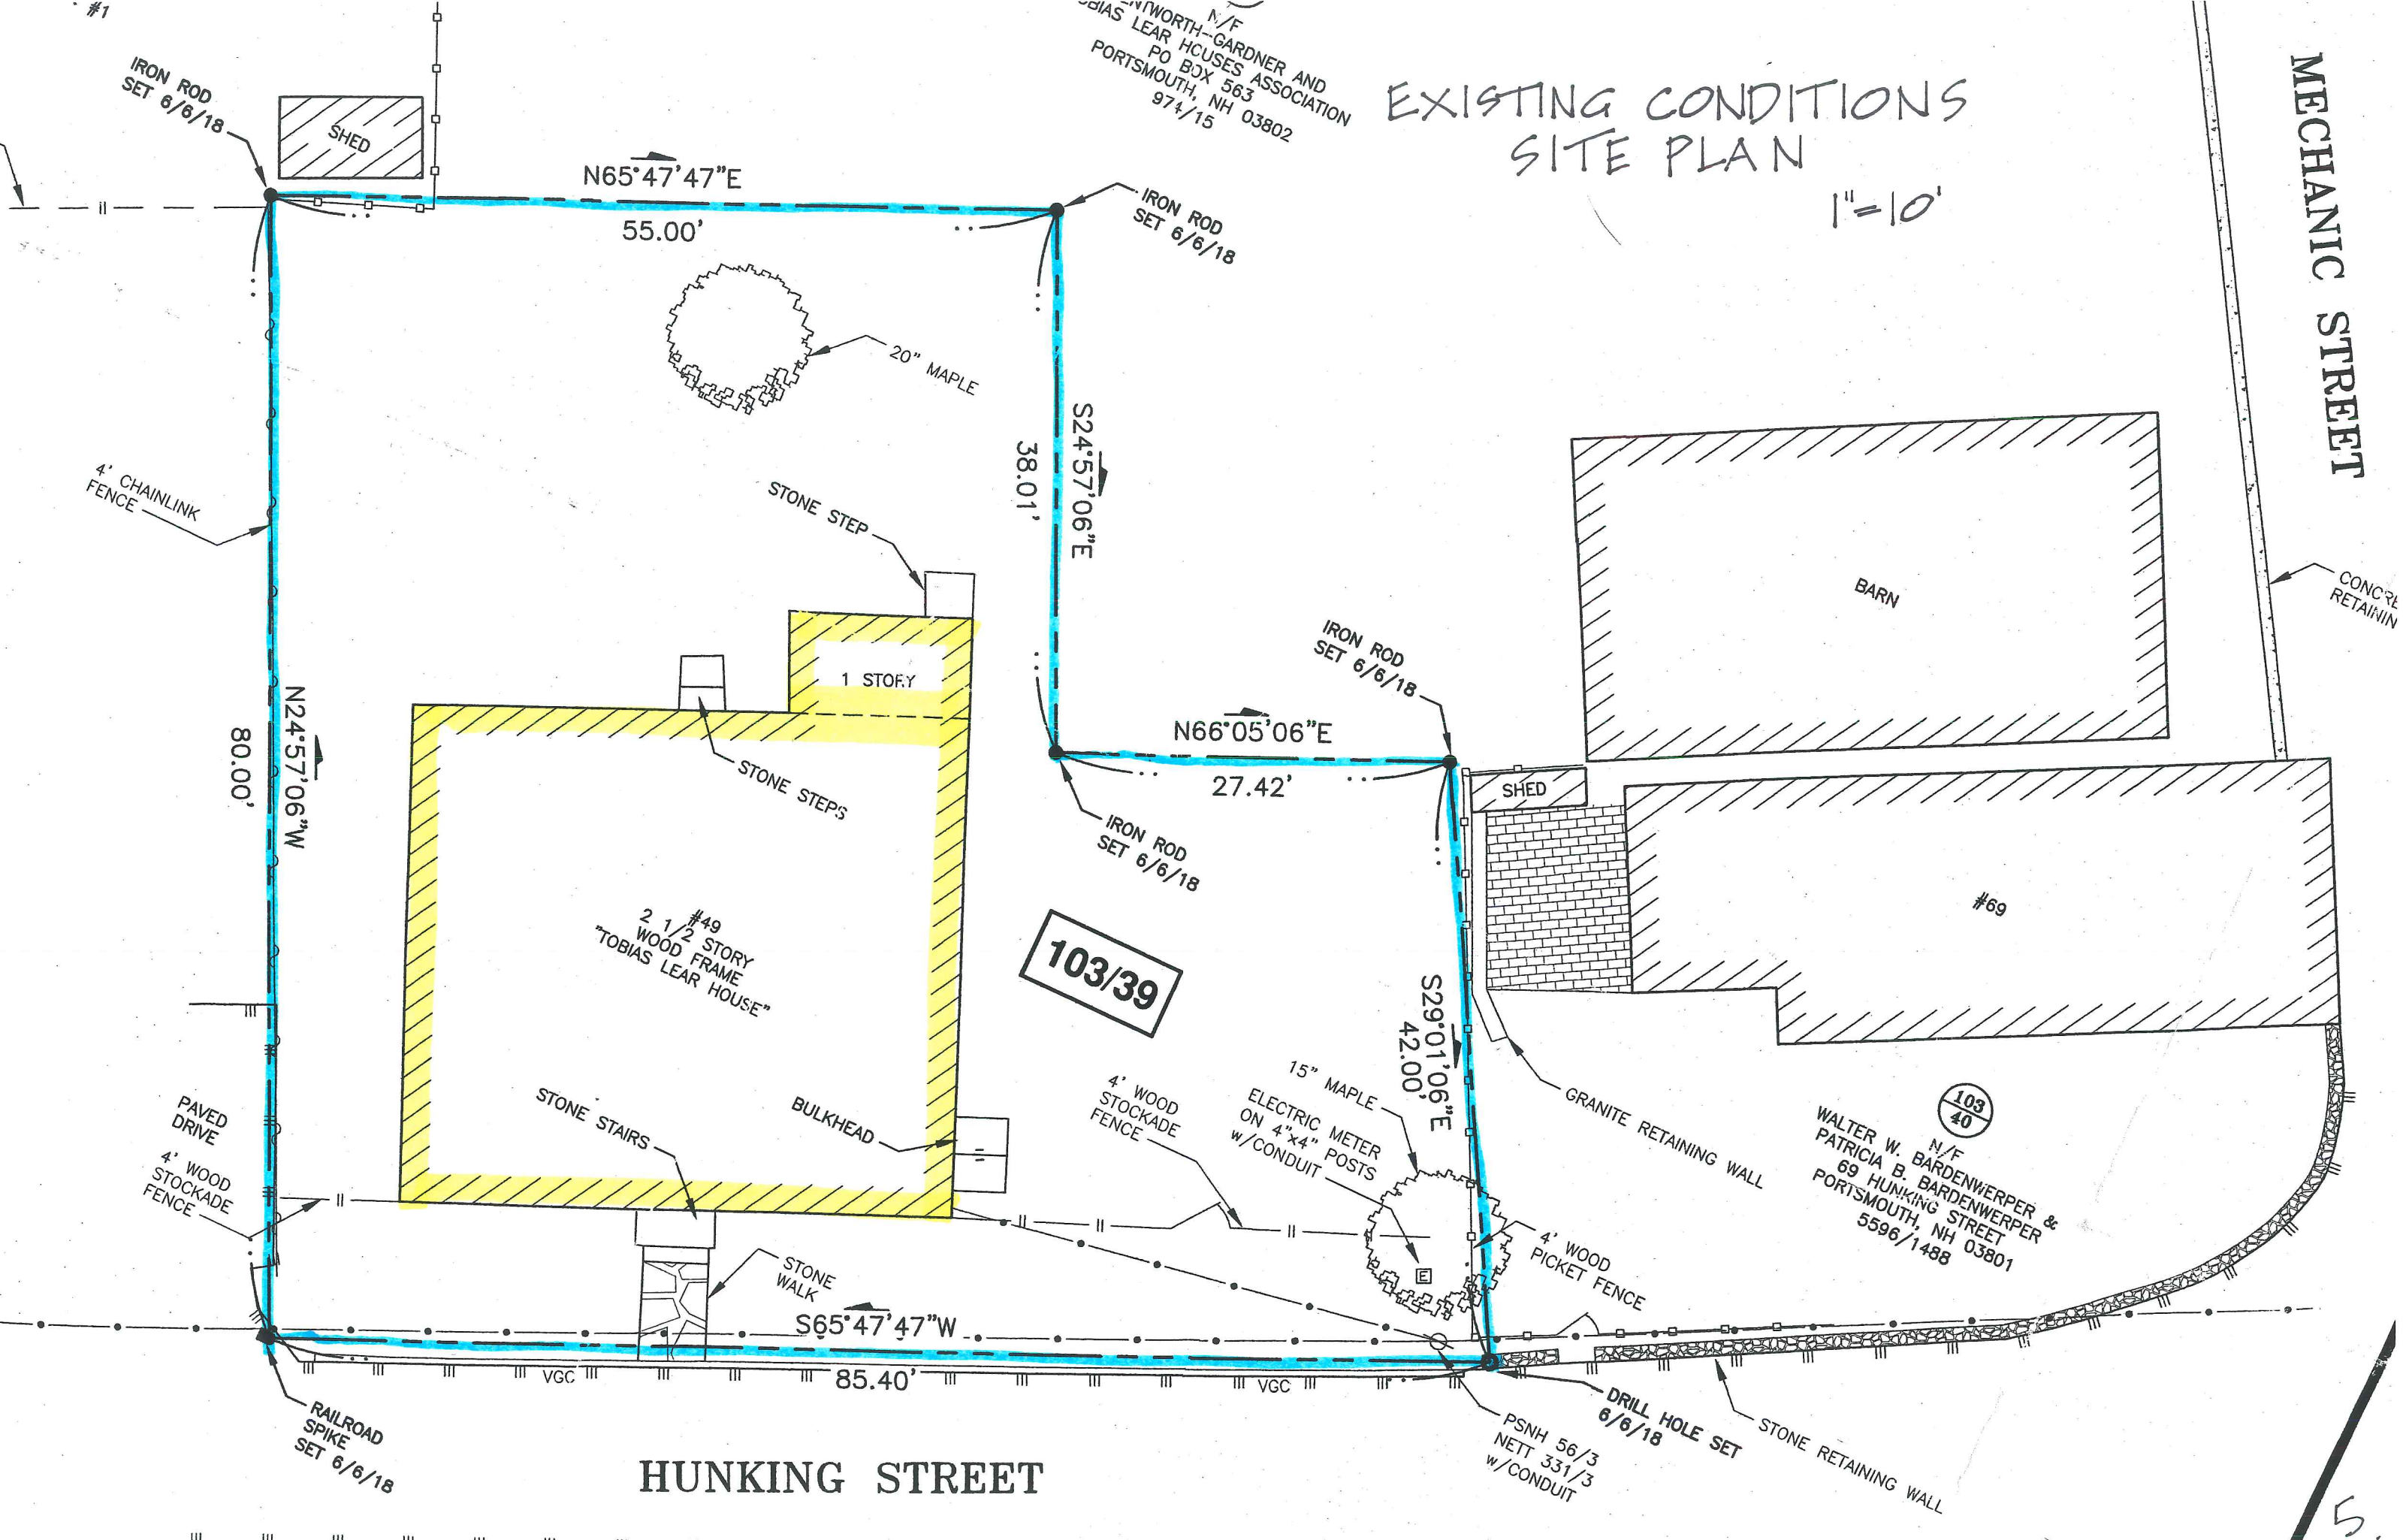 #1
N/F
TOBIAS LEAR HOUSES ASSOCIATION
PO BOX 563
PORTSMOUTH, NH 03802
974/15
EXISTING CONDITIONS
SITE PLAN
1"=10'
MECHANIC STREET
IRON ROD
SET 6/6/18
SHED
N65°47'47"E
55.00'
IRON ROD
SET 6/6/18
20" MAPLE
S24°57'06"E
38.01'
4' CHAINLINK
FENCE
STONE STEP
BARN
IRON ROD
SET 6/6/18
1 STORY
N24°57'06"W
80.00'
STONE STEPS
N66°05'06"E
27.42'
SHED
IRON ROD
SET 6/6/18
#49
2 1/2 STORY
WOOD FRAME
"TOBIAS LEAR HOUSE"
103/39
#69
S29°01'06"E
42.00'
PAVED
DRIVE
4' WOOD
STOCKADE
FENCE
STONE STAIRS
BULKHEAD
4' WOOD
STOCKADE
FENCE
15" MAPLE
ELECTRIC METER
ON 4"x4" POSTS
w/CONDUIT
E
GRANITE RETAINING WALL
103
40
N/F
WALTER W. BARDENWERPER &
PATRICIA B. BARDENWERPER
69 HUNKING STREET
PORTSMOUTH, NH 03801
5596/1488
STONE
WALK
4' WOOD
PICKET FENCE
S65°47'47"W
85.40'
VGC
VGC
RAILROAD
SPIKE
SET 6/6/18
PSNH 56/3
NETT 331/3
w/CONDUIT
DRILL HOLE SET
6/6/18
STONE RETAINING WALL
HUNKING STREET
5